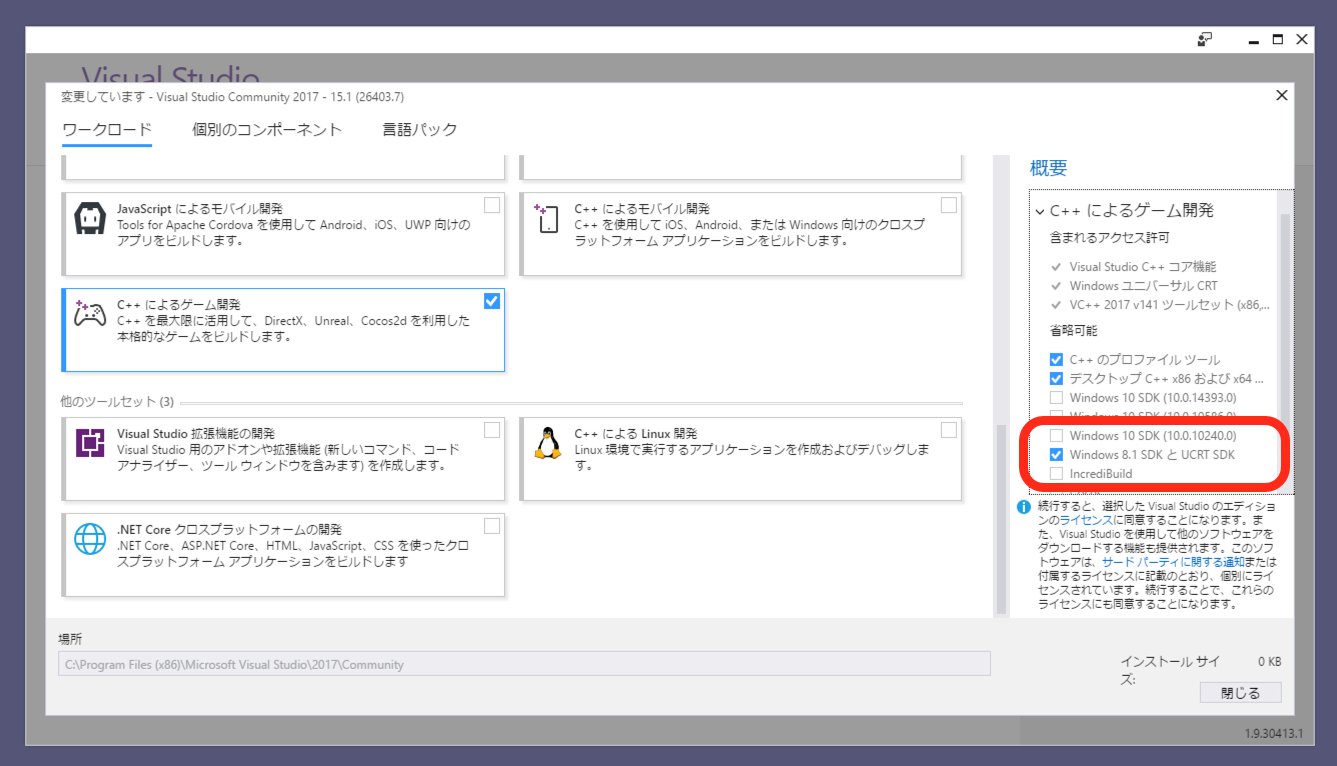 Visual Studio
変更しています - Visual Studio Community 2017 - 15.1 (26403.7)
ワークロード 個別のコンポーネント 言語パック
JavaScript によるモバイル開発
Tools for Apache Cordova を使用して Android、iOS、UWP 向けの
アプリをビルドします。
C++ によるモバイル開発
C++ を使用して iOS、Android、または Windows 向けのクロスプ
ラットフォーム アプリケーションをビルドします。
C++ によるゲーム開発
C++ を最大限に活用して、DirectX、Unreal、Cocos2d を利用した
本格的なゲームをビルドします。
他のツールセット (3)
Visual Studio 拡張機能の開発
Visual Studio 用のアドオンや拡張機能 (新しいコマンド、コード
アナライザー、ツール ウィンドウを含みます) を作成します。
C++ による Linux 開発
Linux 環境で実行するアプリケーションを作成およびデバッグしま
す。
.NET Core クロスプラットフォームの開発
.NET Core、ASP.NET Core、HTML、JavaScript、CSS を使ったクロ
スプラットフォーム アプリケーションをビルドします
概要
C++ によるゲーム開発
含まれるアクセス許可
Visual Studio C++ コア機能
Windows ユニバーサル CRT
VC++ 2017 v141 ツールセット (x86,...
省略可能
C++ のプロファイル ツール
デスクトップ C++ x86 および x64 ...
Windows 10 SDK (10.0.14393.0)
Windows 10 SDK (10.0.10586.0)
Windows 10 SDK (10.0.10240.0)
Windows 8.1 SDK と UCRT SDK
IncrediBuild
続行すると、選択した Visual Studio のエディショ
ンのライセンスに同意することになります。ま
た、Visual Studio を使用して他のソフトウェアを
ダウンロードする機能も提供されます。このソフ
トウェアは、サード パーティに関する通知または
付属するライセンスに記載のとおり、個別にライ
センスされています。続行することで、これらの
ライセンスにも同意することになります。
場所
C:\Program Files (x86)\Microsoft Visual Studio\2017\Community
インストール サイ
ズ:
0 KB
閉じる
1.9.30413.1